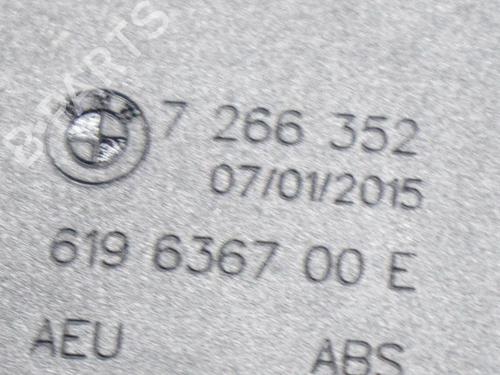 B-PARTS
BMW
7 266 352
07/01/2015
619 6367 00 E
AEU ABS